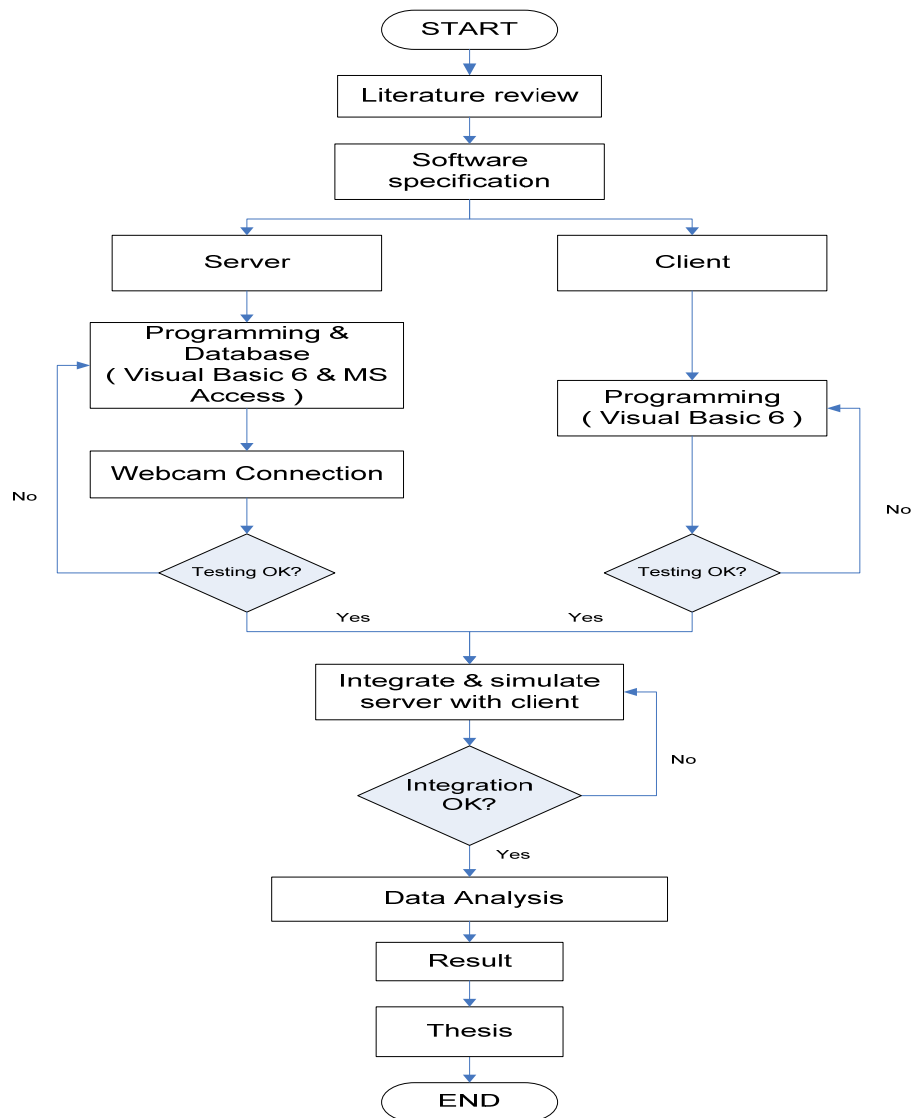 START
Literature review
Software
specification
Server
Client
Programming &
Database
( Visual Basic 6 & MS
Access )
Programming
( Visual Basic 6 )
Webcam Connection
No
No
Testing OK?
Testing OK?
Yes
Yes
Integrate & simulate
server with client
No
Integration
OK?
Yes
Data Analysis
Result
Thesis
END